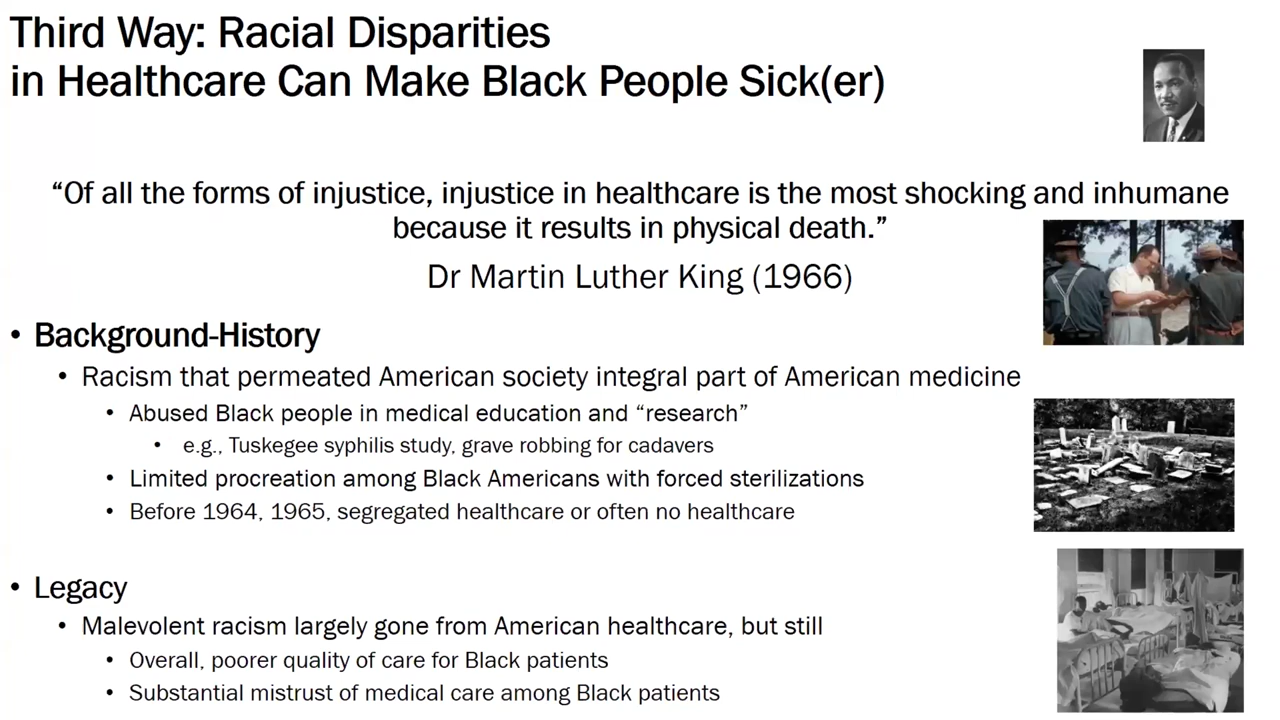 Third Way: Racial Disparities
in Healthcare Can Make Black People Sick(er)
“Of all the forms of injustice, injustice in healthcare is the most shocking and inhumane
because it results in physical death.”
Dr Martin Luther King (1966)
• Background-History
• Racism that permeated American society integral part of American medicine
• Abused Black people in medical education and “research”
• e.g., Tuskegee syphilis study, grave robbing for cadavers
• Limited procreation among Black Americans with forced sterilizations
• Before 1964, 1965, segregated healthcare or often no healthcare
• Legacy
• Malevolent racism largely gone from American healthcare, but still
• Overall, poorer quality of care for Black patients
• Substantial mistrust of medical care among Black patients